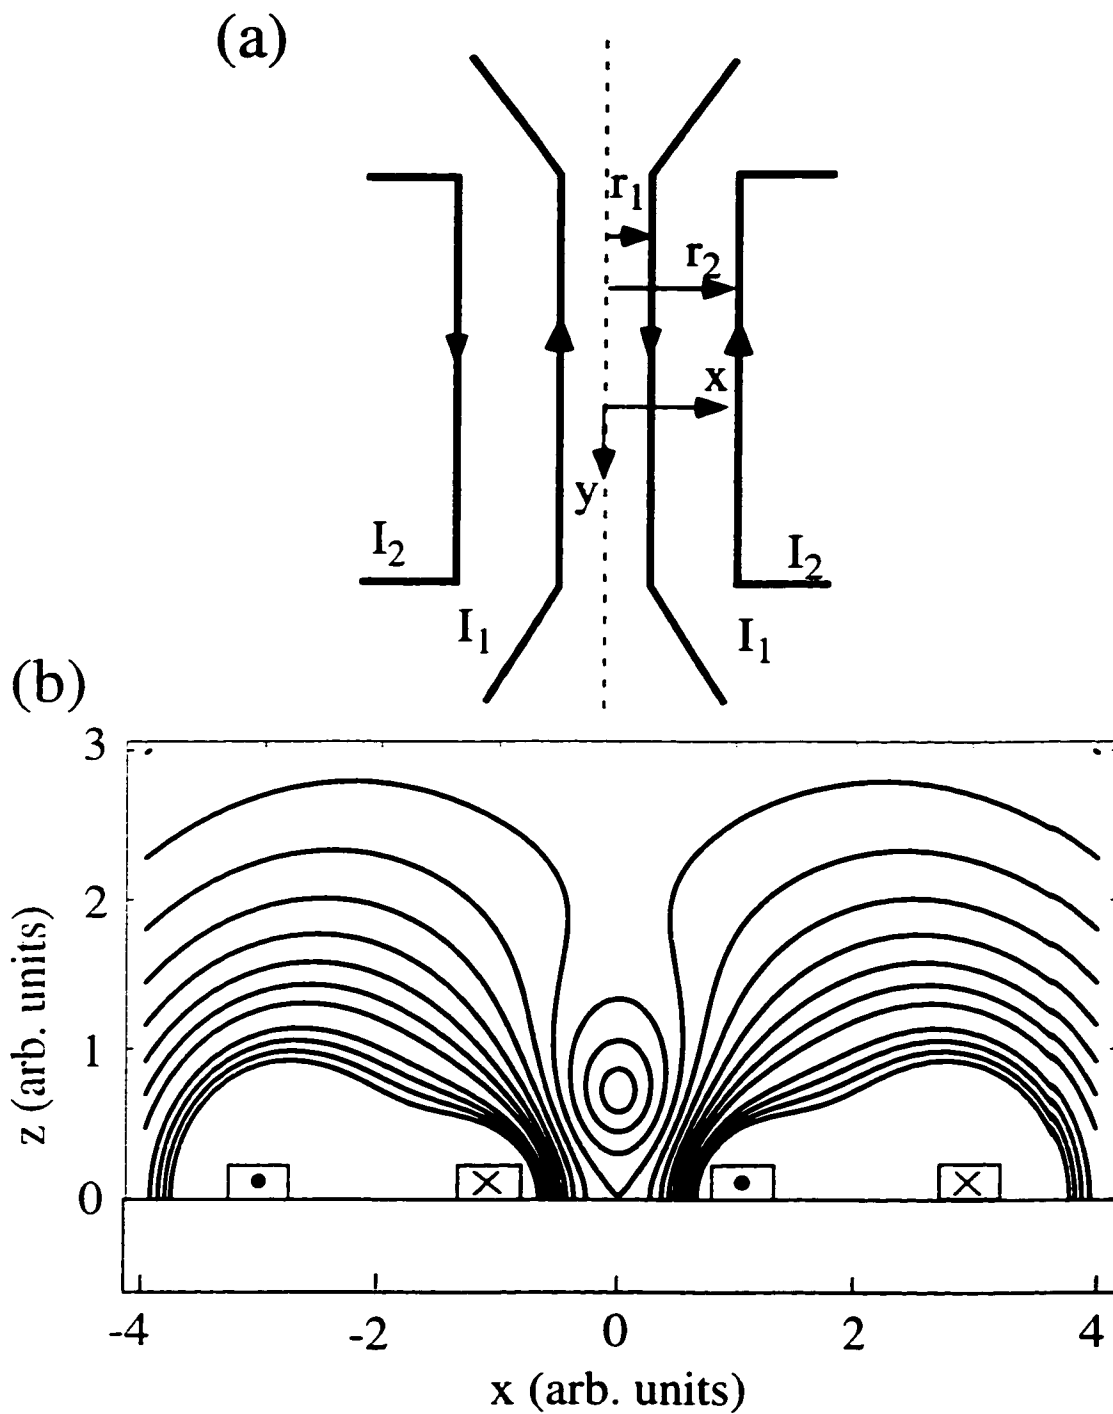 (a)
r1
r2
x
y
I2
I2
I1
I1
(b)
3
2
1
0
z (arb. units)
-4
-2
0
2
4
x (arb. units)